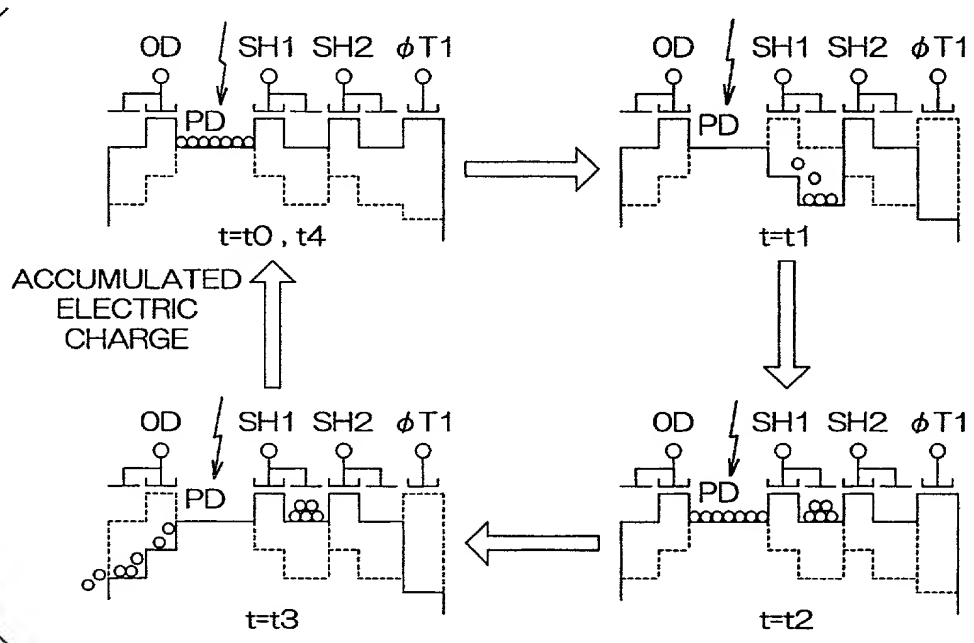 OD SH1 SH2 φT1
PD
t=t0 , t4
OD SH1 SH2 φT1
PD
t=t1
ACCUMULATED
ELECTRIC
CHARGE
OD SH1 SH2 φT1
PD
t=t3
OD SH1 SH2 φT1
PD
t=t2